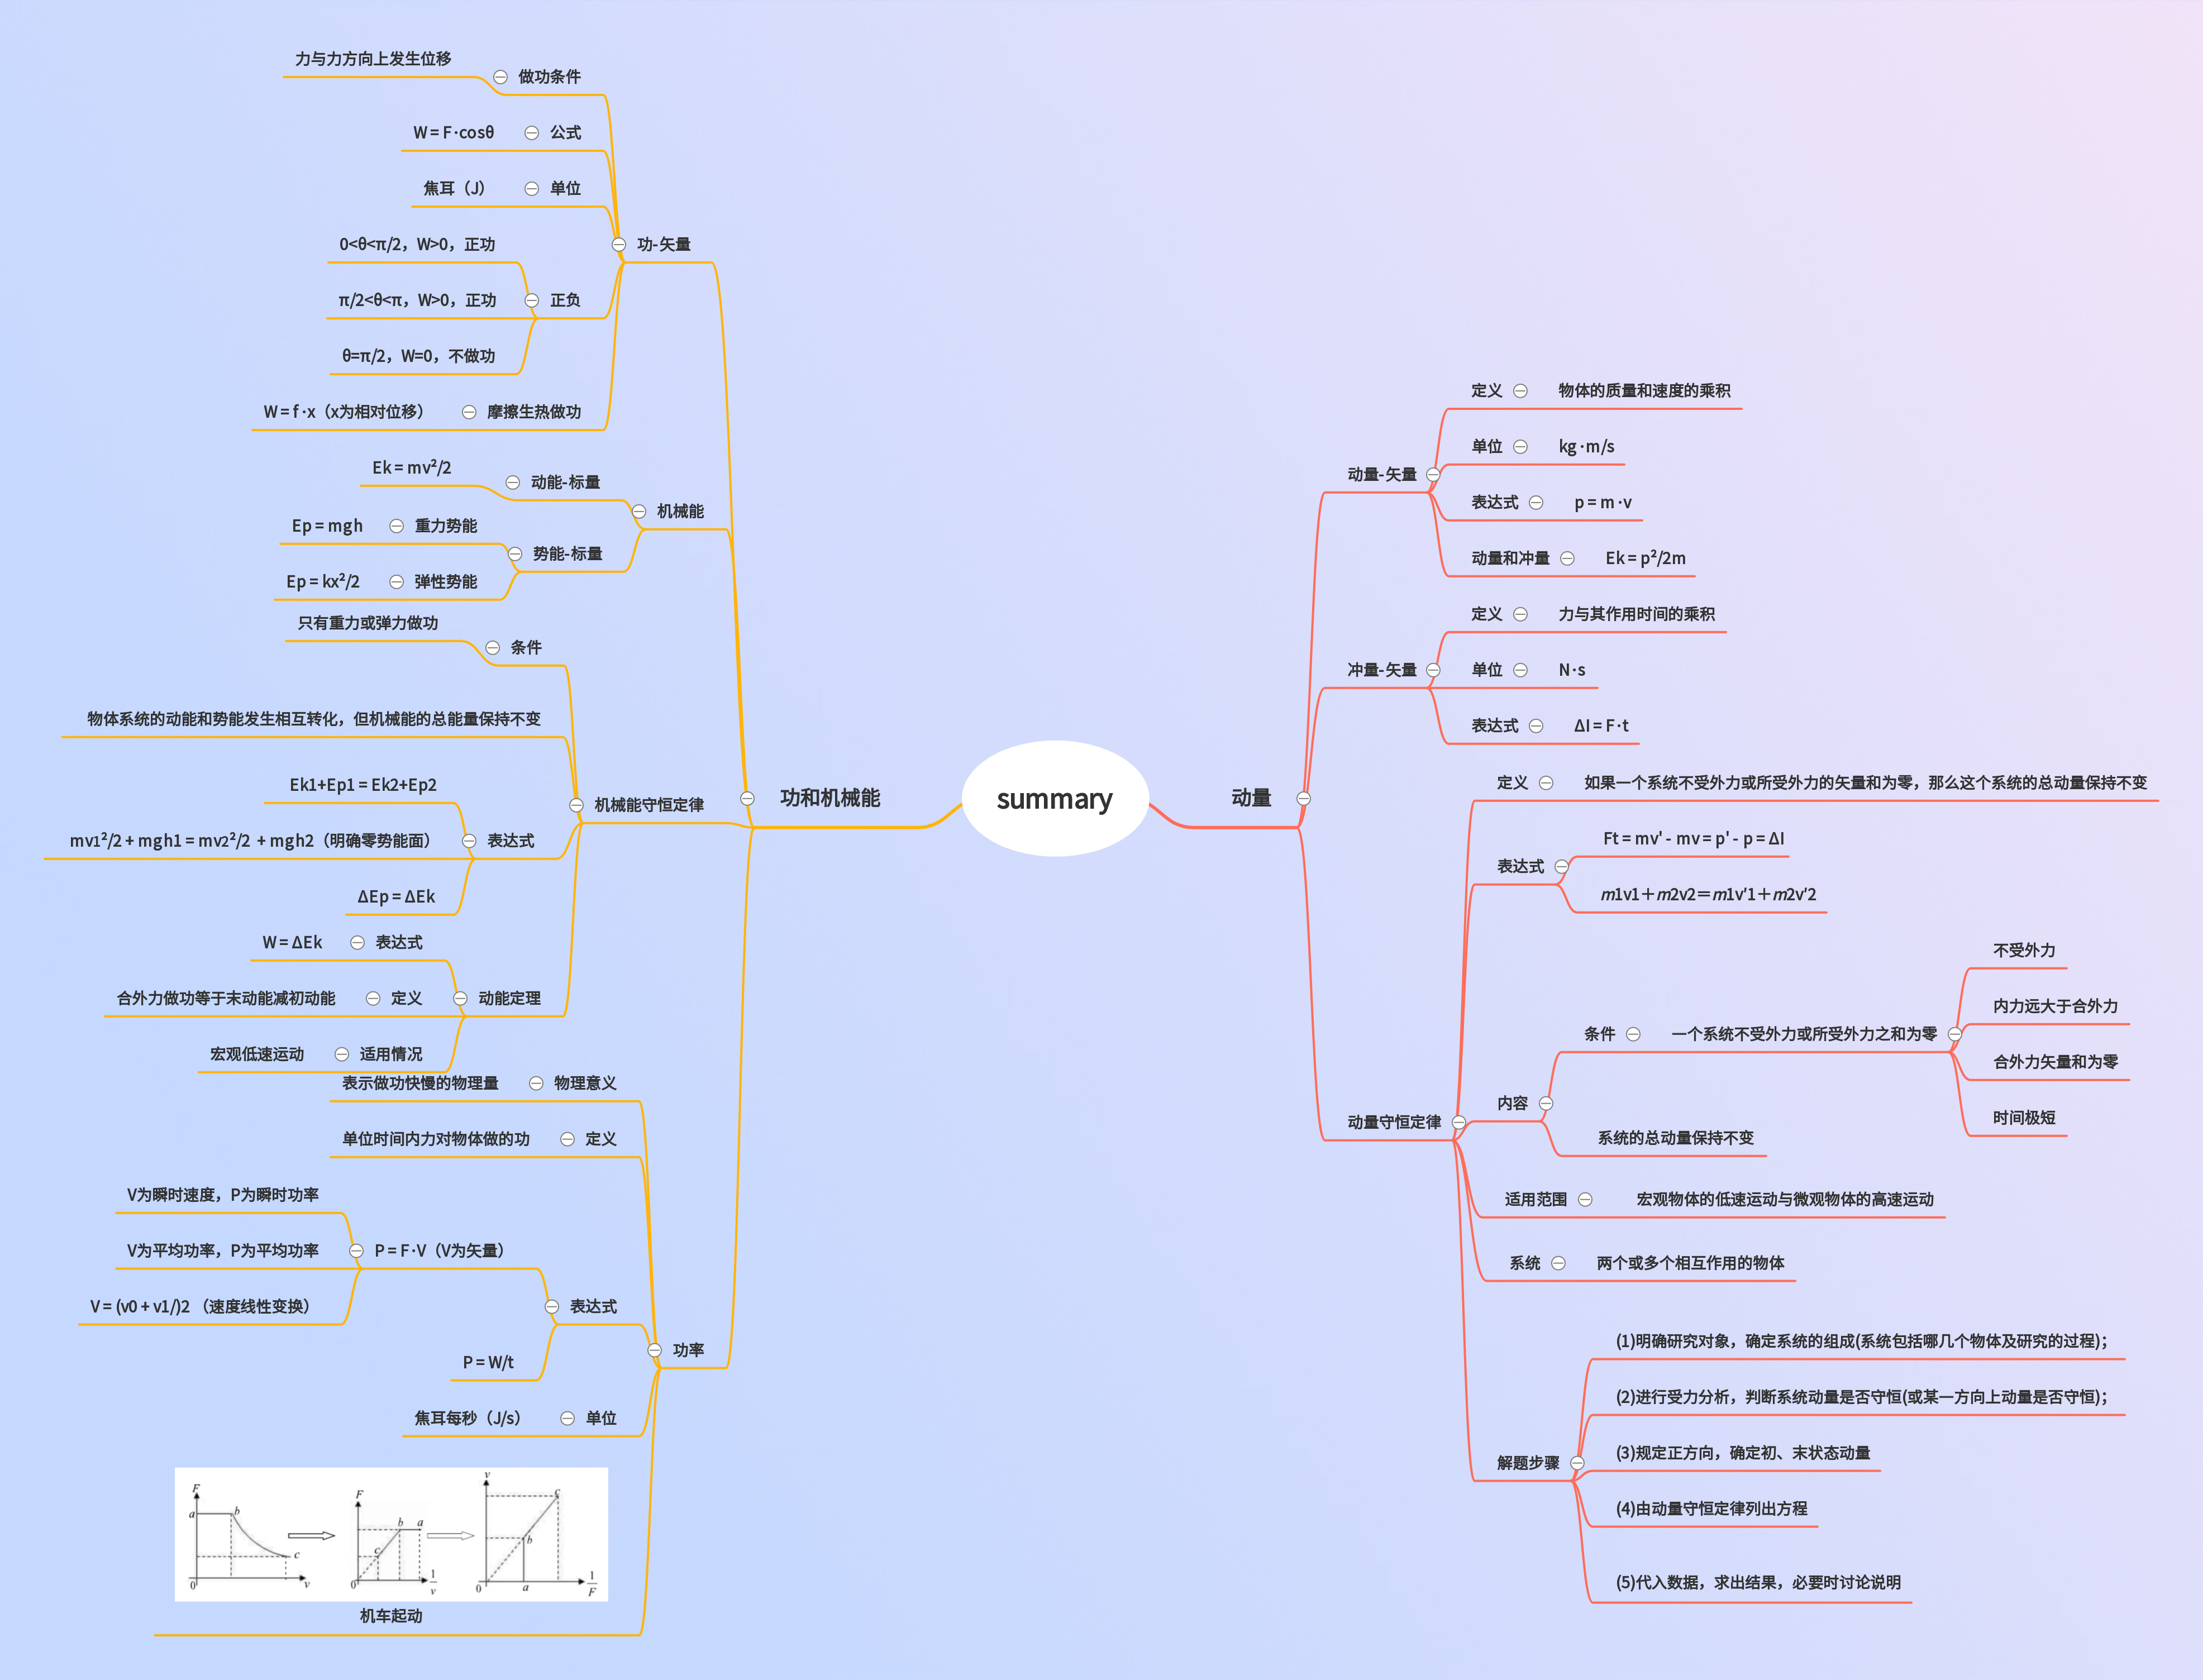 summary
功和机械能
功-矢量
做功条件
力与力方向上发生位移
公式
W = F·cosθ
单位
焦耳（J）
正负
0<θ<π/2，W>0，正功
π/2<θ<π，W>0，正功
θ=π/2，W=0，不做功
摩擦生热做功
W = f·x（x为相对位移）
机械能
动能-标量
Ek = mv²/2
势能-标量
重力势能
Ep = mgh
弹性势能
Ep = kx²/2
机械能守恒定律
条件
只有重力或弹力做功
物体系统的动能和势能发生相互转化，但机械能的总能量保持不变
表达式
Ek1+Ep1 = Ek2+Ep2
mv1²/2 + mgh1 = mv2²/2 + mgh2（明确零势能面）
ΔEp = ΔEk
动能定理
表达式
W = ΔEk
定义
合外力做功等于末动能减初动能
适用情况
宏观低速运动
功率
物理意义
表示做功快慢的物理量
定义
单位时间内力对物体做的功
表达式
P = F·V（V为矢量）
V为瞬时速度，P为瞬时功率
V为平均功率，P为平均功率
V = (v0 + v1/)2 （速度线性变换）
P = W/t
单位
焦耳每秒（J/s）
F
a
b
c
0
v
F
b
a
c
0
1
v
v
c
b
0
a
1
F
机车起动
动量
动量-矢量
定义
物体的质量和速度的乘积
单位
kg·m/s
表达式
p = m·v
动量和冲量
Ek = p²/2m
冲量-矢量
定义
力与其作用时间的乘积
单位
N·s
表达式
ΔI = F·t
动量守恒定律
定义
如果一个系统不受外力或所受外力的矢量和为零，那么这个系统的总动量保持不变
表达式
Ft = mv' - mv = p' - p = ΔI
m1v1＋m2v2＝m1v′1＋m2v′2
内容
条件
一个系统不受外力或所受外力之和为零
不受外力
内力远大于合外力
合外力矢量和为零
时间极短
系统的总动量保持不变
适用范围
宏观物体的低速运动与微观物体的高速运动
系统
两个或多个相互作用的物体
解题步骤
(1)明确研究对象，确定系统的组成(系统包括哪几个物体及研究的过程)；
(2)进行受力分析，判断系统动量是否守恒(或某一方向上动量是否守恒)；
(3)规定正方向，确定初、末状态动量
(4)由动量守恒定律列出方程
(5)代入数据，求出结果，必要时讨论说明